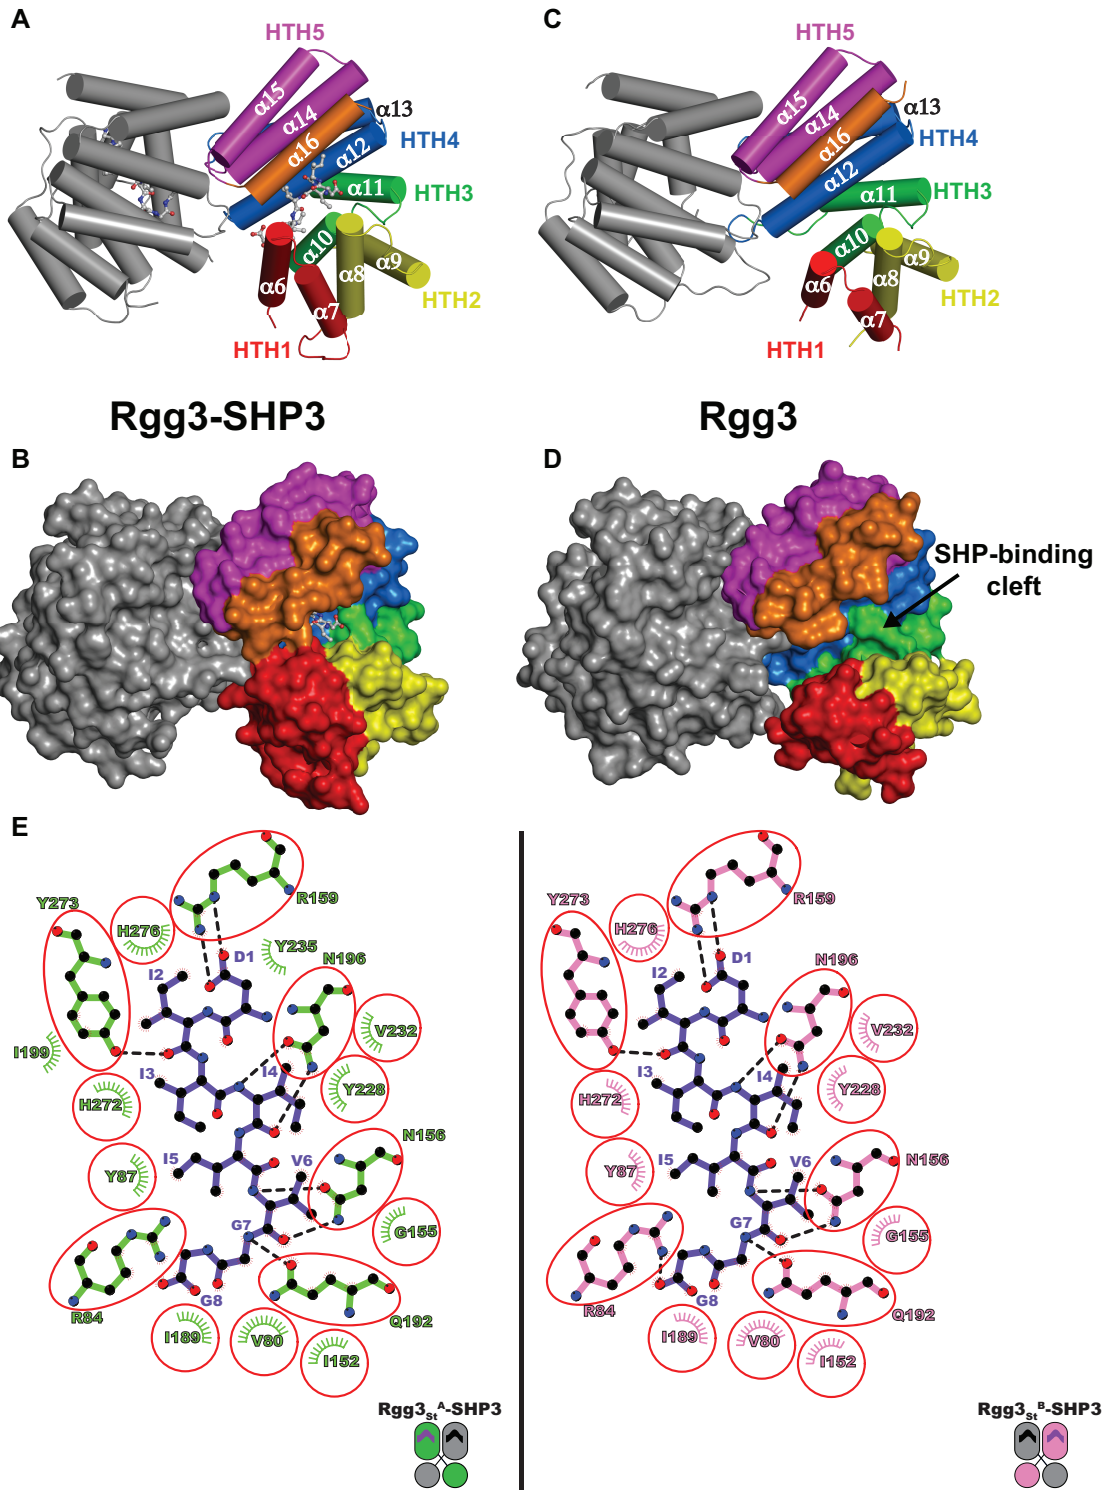 A
HTH5
α15
α14
α13
α16
α12
HTH4
α11
HTH3
α10
α9
α8
α6
α7
HTH2
HTH1
C
HTH5
α15
α14
α13
α16
α12
HTH4
α11
HTH3
α10
α9
α8
α6
α7
HTH2
HTH1
Rgg3-SHP3
Rgg3
B
D
SHP-binding
cleft
E
R159
Y273
H276
Y235
D1
N196
I2
V232
I199
I3
I4
H272
Y228
N156
I5
V6
Y87
G155
G7
G8
R84
Q192
I189
V80
I152
Rgg3StA-SHP3
R159
Y273
H276
D1
N196
I2
V232
I3
I4
H272
Y228
N156
I5
V6
Y87
G155
G7
G8
R84
Q192
I189
V80
I152
Rgg3StB-SHP3